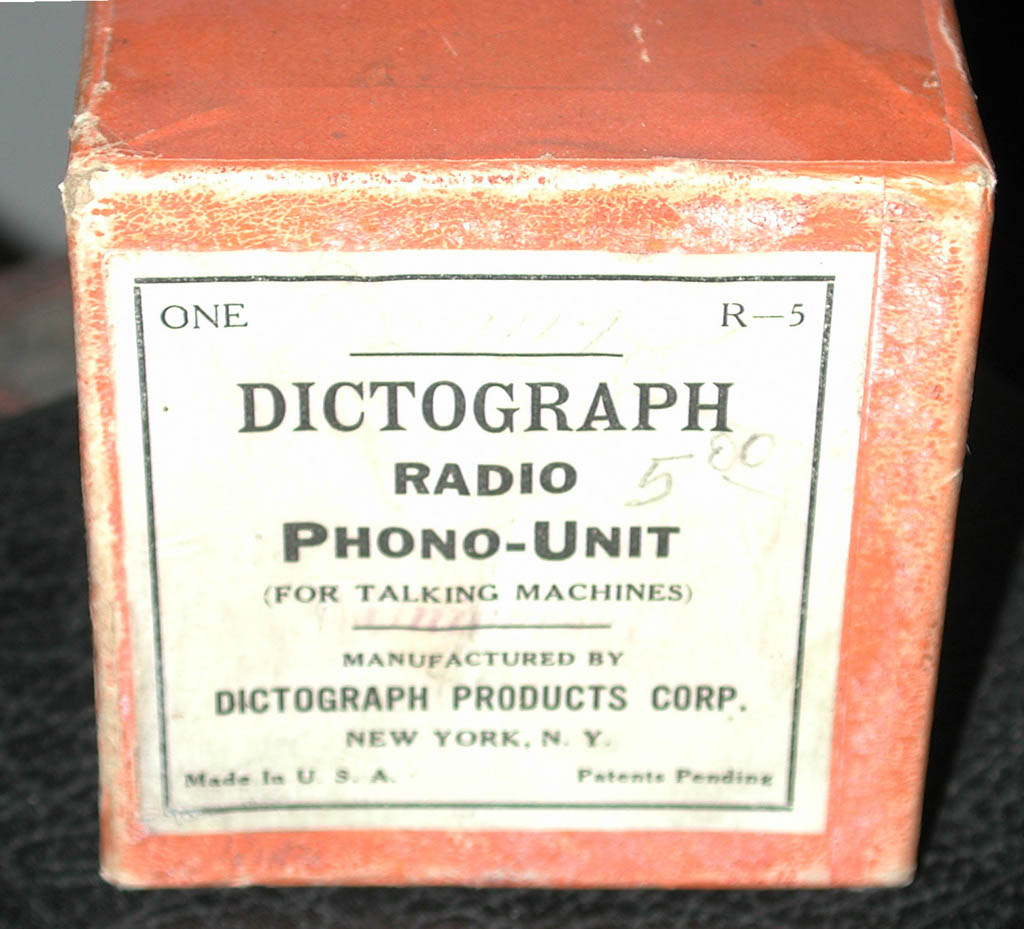 ONE R—5
DICTOGRAPH
RADIO
5 00
PHONO-UNIT
(FOR TALKING MACHINES)
MANUFACTURED BY
DICTOGRAPH PRODUCTS CORP.
NEW YORK, N. Y.
Made In U. S. A. Patents Pending